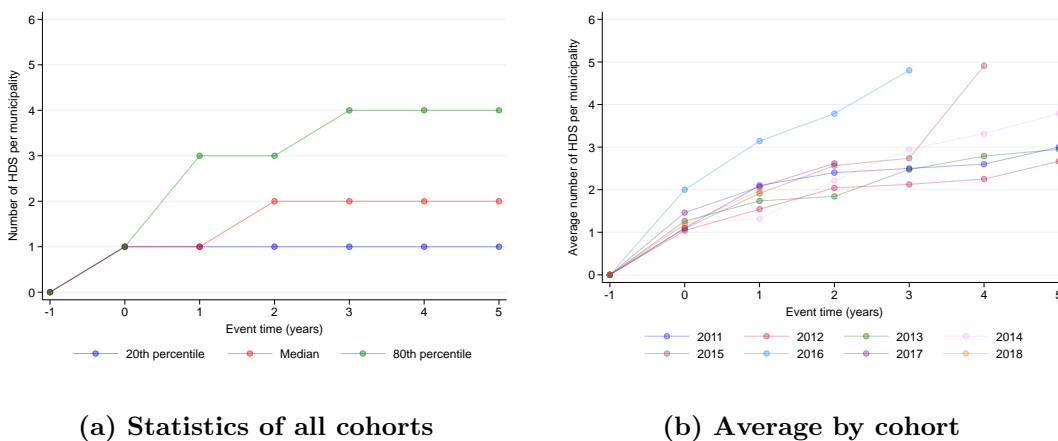 Number of HDS per municipality
6
5
4
3
2
1
0
-1 0 1 2 3 4 5
Event time (years)
20th percentile Median 80th percentile
(a) Statistics of all cohorts
Average number of HDS per municipality
6
5
4
3
2
1
0
-1 0 1 2 3 4 5
Event time (years)
2011 2012 2013 2014
2015 2016 2017 2018
(b) Average by cohort